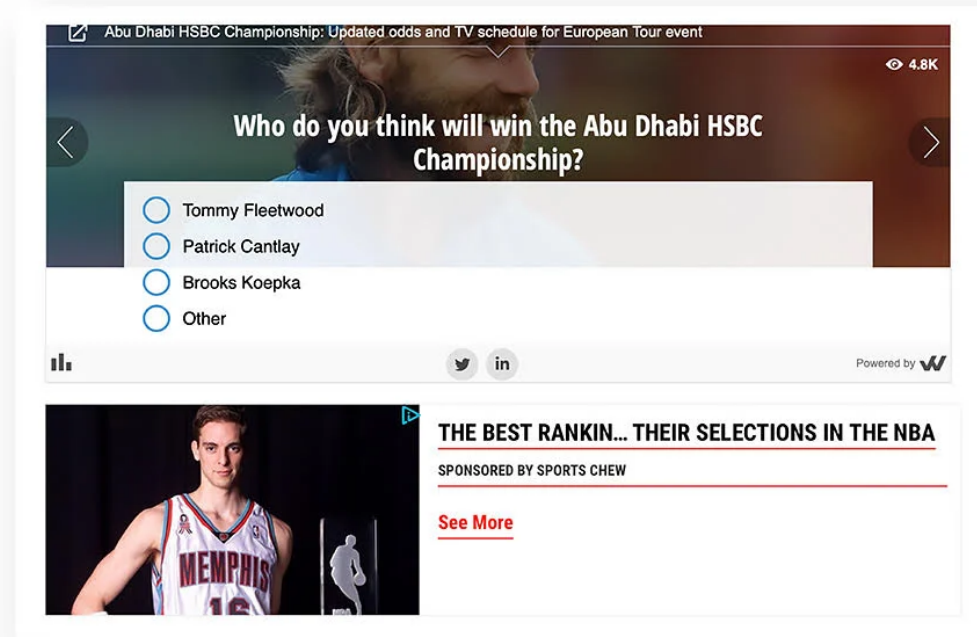 Abu Dhabi HSBC Championship: Updated odds and TV schedule for European Tour event
4.8K
Who do you think will win the Abu Dhabi HSBC
Championship?
Tommy Fleetwood
Patrick Cantlay
Brooks Koepka
Other
in
Powered by
THE BEST RANKIN... THEIR SELECTIONS IN THE NBA
SPONSORED BY SPORTS CHEW
See More
MEMPHIS
16